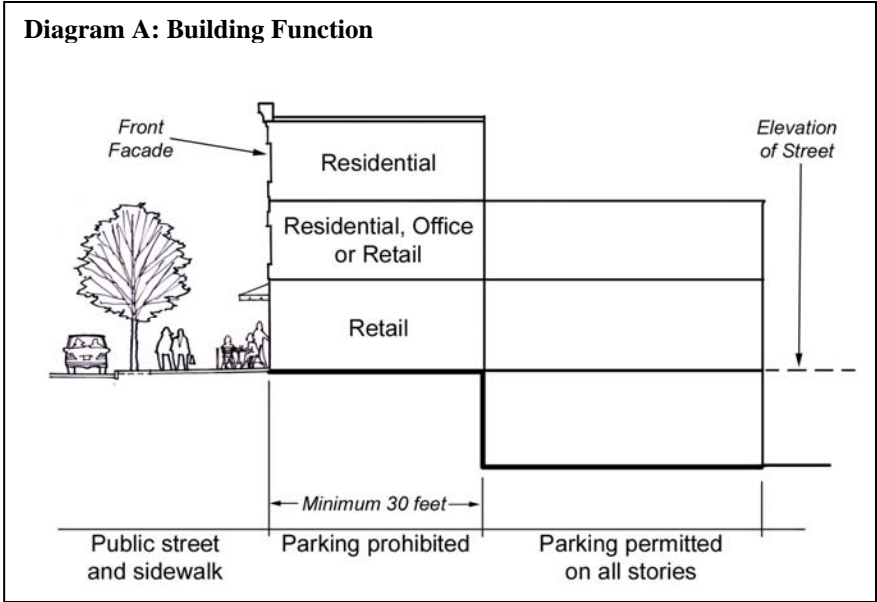 Diagram A: Building Function
Front
Facade
Elevation
of Street
Residential
Residential, Office
or Retail
Retail
Minimum 30 feet
Public street
and sidewalk
Parking prohibited
Parking permitted
on all stories